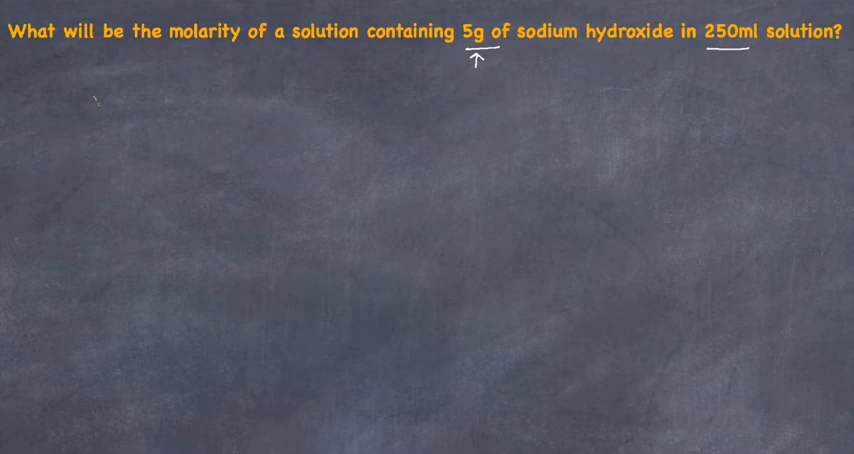 What will be the molarity of a solution containing 5g of sodium hydroxide in 250ml solution?